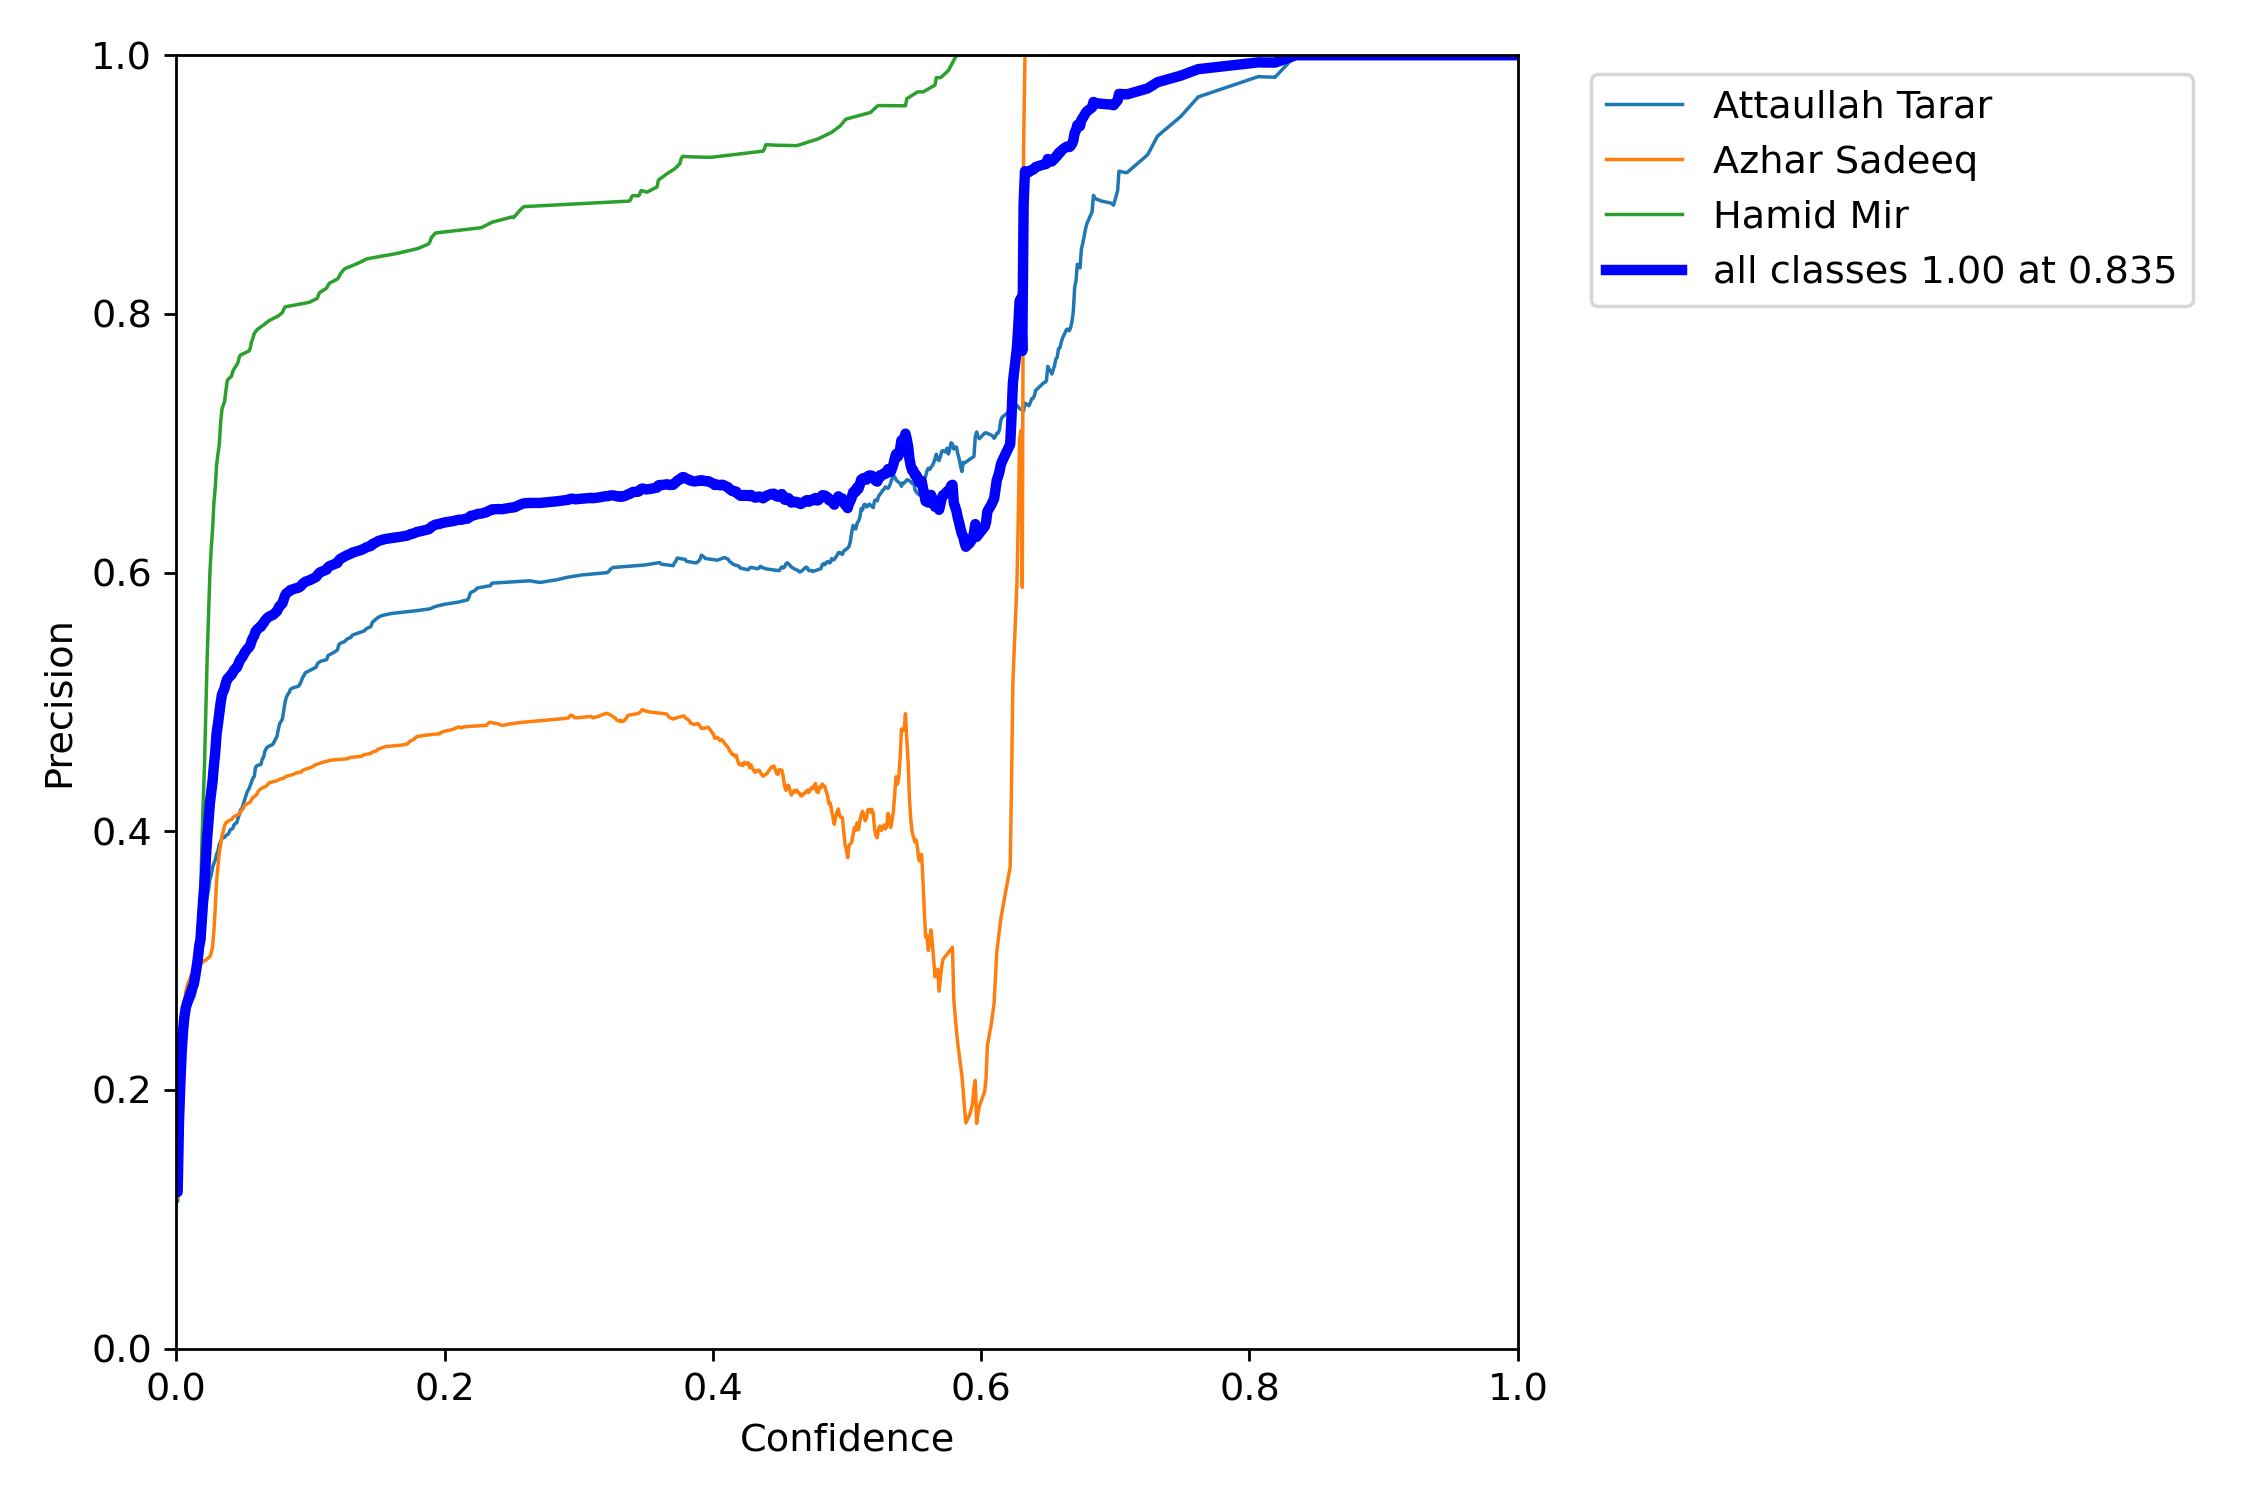 1.0
0.8
0.6
0.4
0.2
0.0
0.0 0.2 0.4 0.6 0.8 1.0
Precision
Confidence
Attaullah Tarar
Azhar Sadeeq
Hamid Mir
all classes 1.00 at 0.835